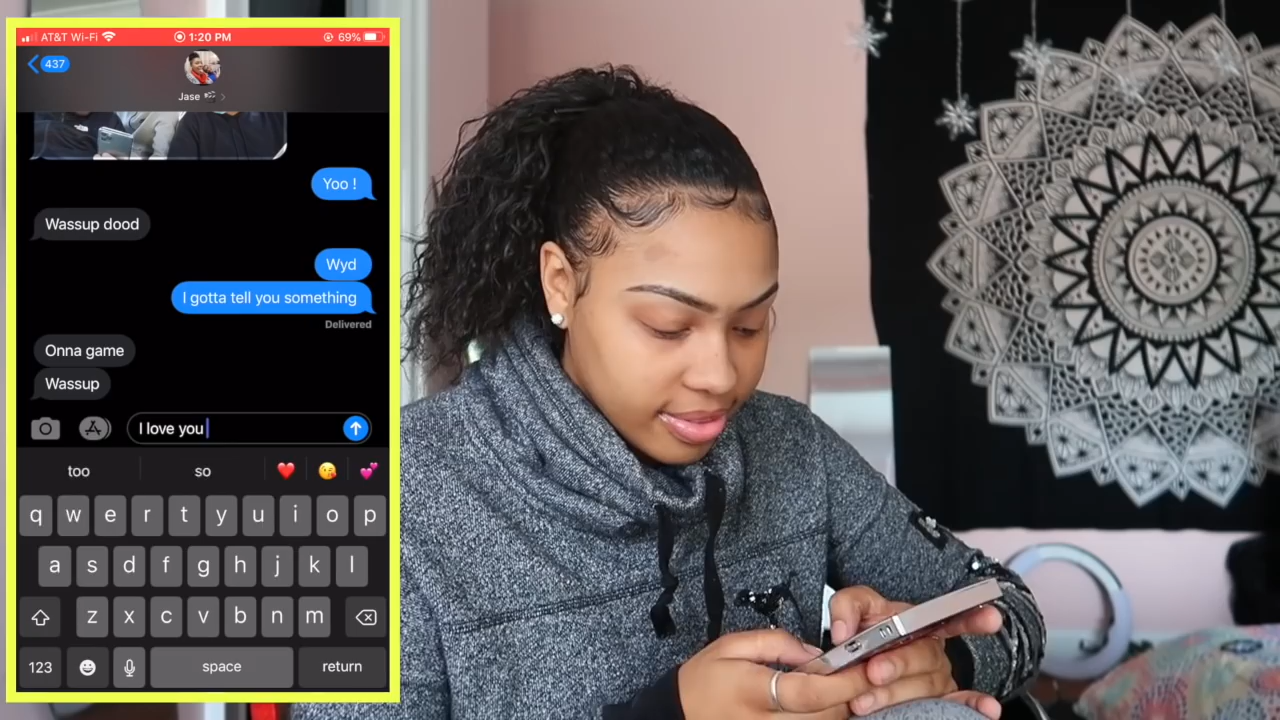 AT&T Wi-Fi 1:20 PM 69%
437
Jase
Yoo !
Wassup dood
Wyd
I gotta tell you something
Delivered
Onna game
Wassup
I love you
too so ❤️ 😘 💕
q w e r t y u i o p
a s d f g h j k l
z x c v b n m
123 space return